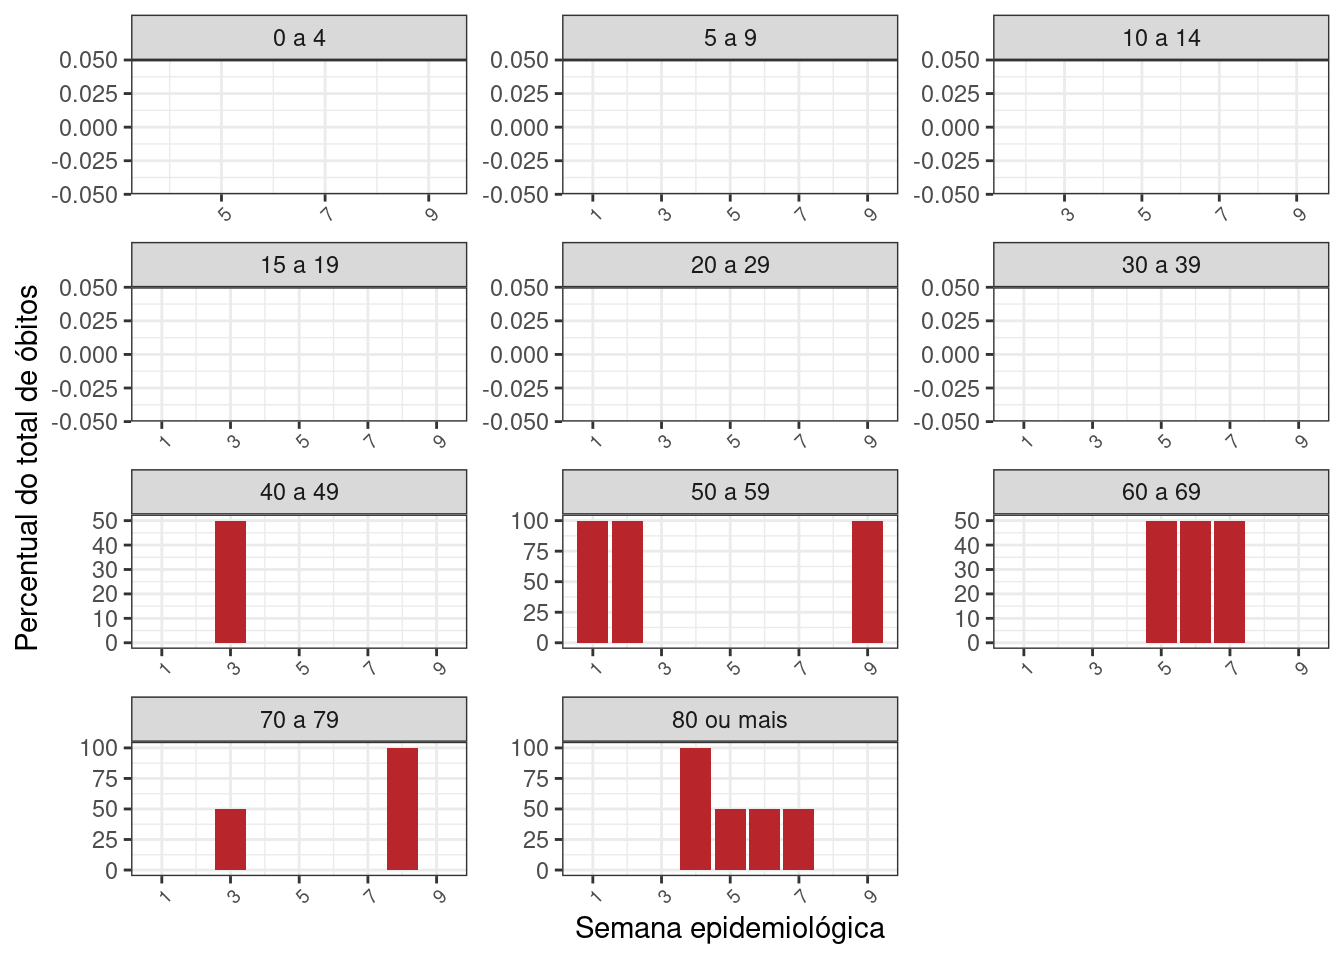 0 a 4
5 a 9
10 a 14
0.050
0.025
0.000
-0.025
-0.050
0.050
0.025
0.000
-0.025
-0.050
0.050
0.025
0.000
-0.025
-0.050
5 7 9
1 3 5 7 9
3 5 7 9
15 a 19
20 a 29
30 a 39
0.050
0.025
0.000
-0.025
-0.050
0.050
0.025
0.000
-0.025
-0.050
0.050
0.025
0.000
-0.025
-0.050
1 3 5 7 9
1 3 5 7 9
1 3 5 7 9
Percentual do total de óbitos
40 a 49
50 a 59
60 a 69
50
40
30
20
10
0
100
75
50
25
0
50
40
30
20
10
0
1 3 5 7 9
1 3 5 7 9
1 3 5 7 9
70 a 79
80 ou mais
100
75
50
25
0
100
75
50
25
0
1 3 5 7 9
1 3 5 7 9
Semana epidemiológica